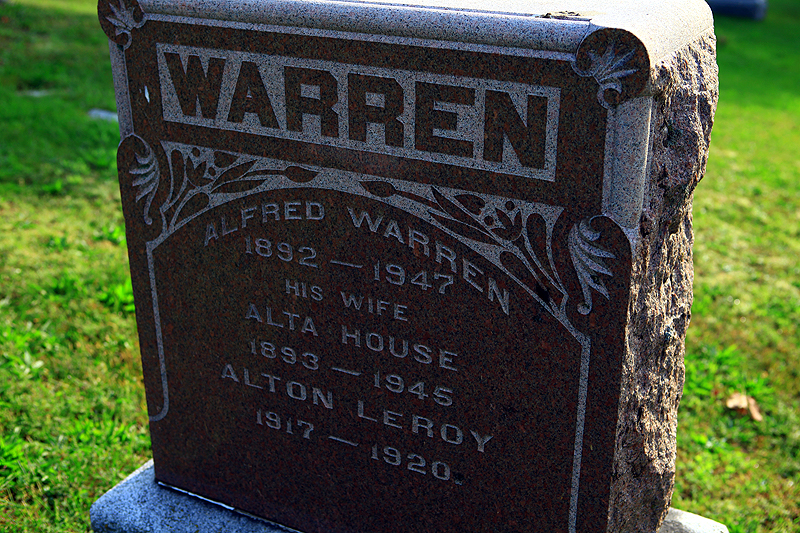 WARREN
ALFRED WARREN
1892 — 1947
HIS WIFE
ALTA HOUSE
1893 — 1945
ALTON LEROY
1917 — 1920.